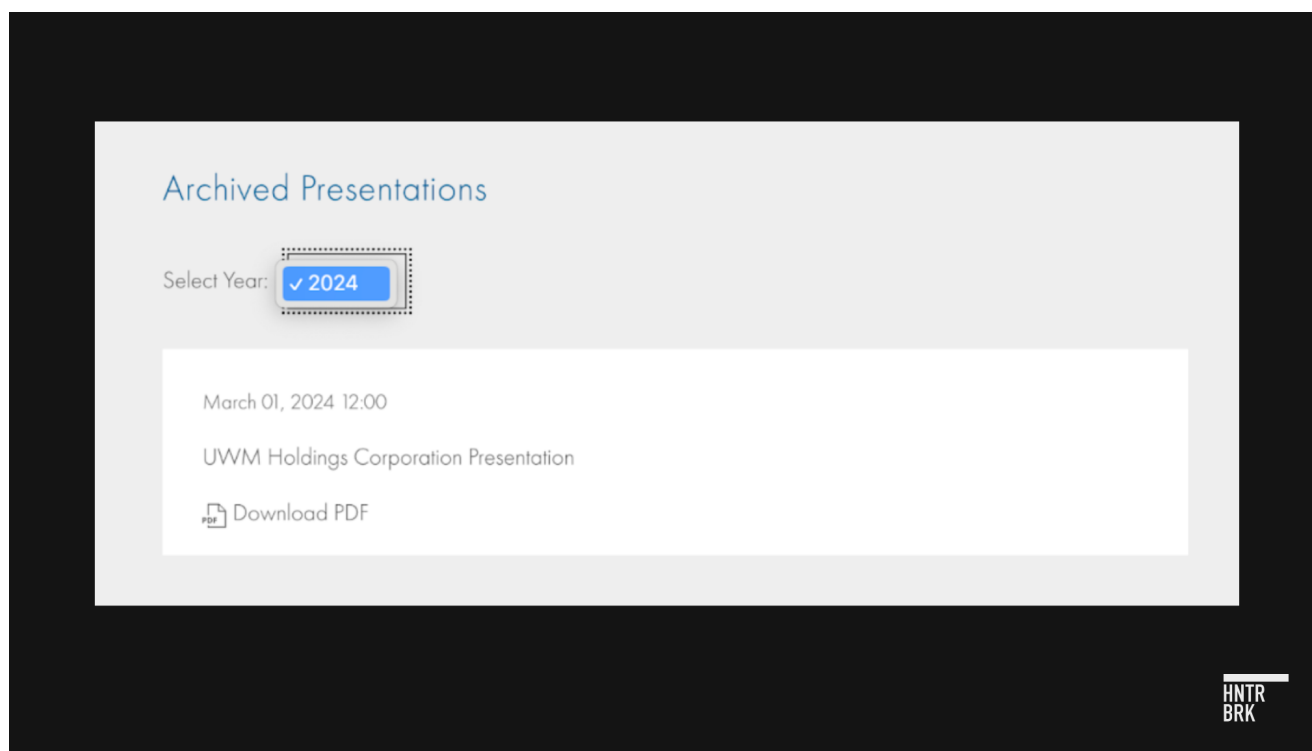 Archived Presentations
Select Year: ✓ 2024
March 01, 2024 12:00
UWM Holdings Corporation Presentation
PDF Download PDF
HNTR
BRK